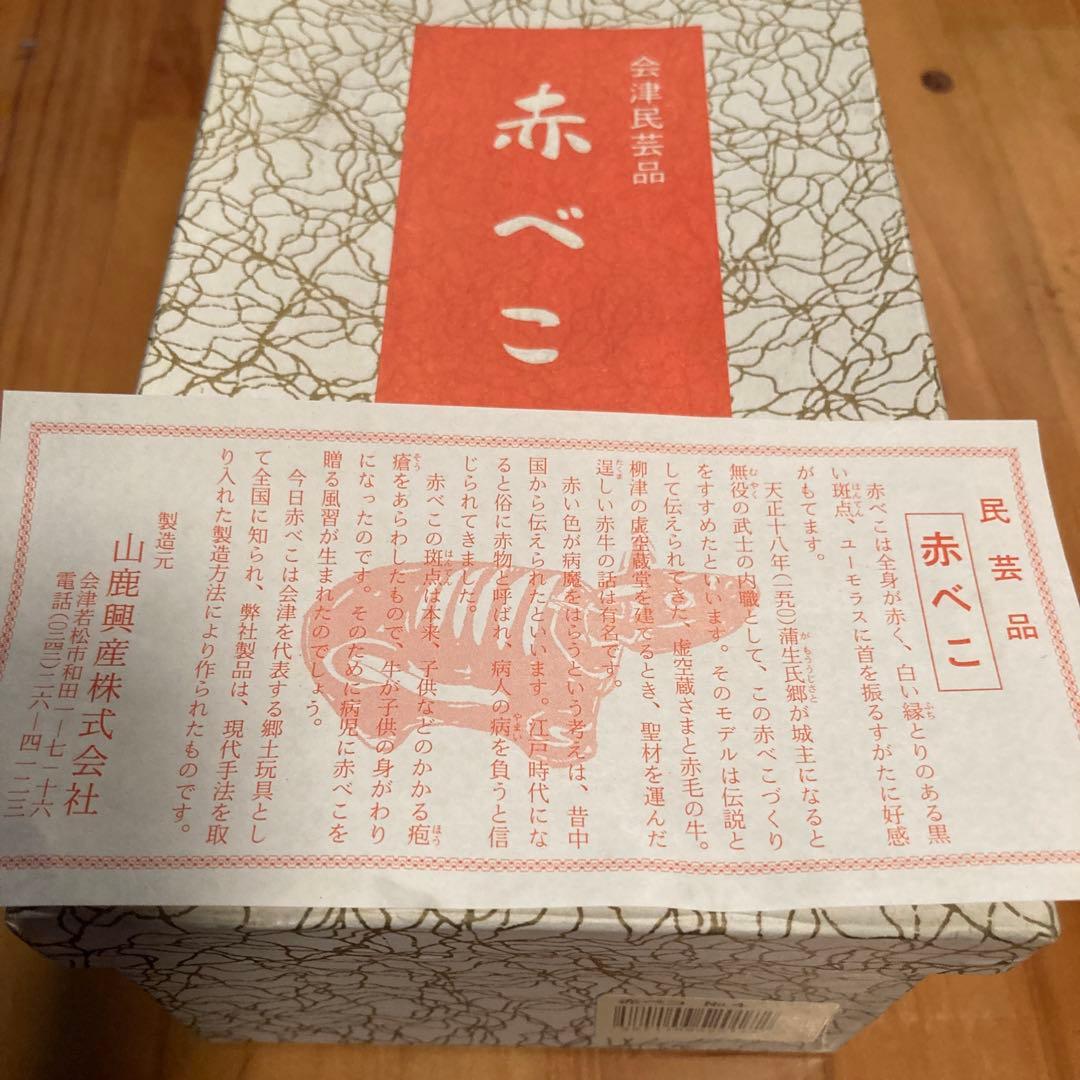 会津民芸品
赤べこ
民芸品
赤べこ
赤べこは全身が赤く、白い縁とりのある黒
い斑点、ユーモラスに首を振るすがたに好感
がもてます。
天正十八年(一五九〇)蒲生氏郷が城主になると
無役の武士の内職として、この赤べこづくり
をすすめたといいます。そのモデルは伝説と
して伝えられてきた、虚空蔵さまと赤毛の牛。
柳津の虚空蔵堂を建てるとき、聖材を運んだ
逞しい赤牛の話は有名です。
赤い色が病魔をはらうという考えは、昔中
国から伝えられたといいます。江戸時代にな
ると俗に赤物と呼ばれ、病人の病を負うと信
じられてきました。
赤べこの斑点は本来、子供などのかかる疱
瘡をあらわしたもので、牛が子供の身がわり
になったのです。そのために病児に赤べこを
贈る風習が生まれたのでしょう。
今日赤べこは会津を代表する郷土玩具とし
て全国に知られ、弊社製品は、現代手法を取
り入れた製造方法により作られたものです。
製造元
山鹿興産株式会社
会津若松市和田一―七―十六
電話(〇二四二)二六―四一二三
赤べこ No.4